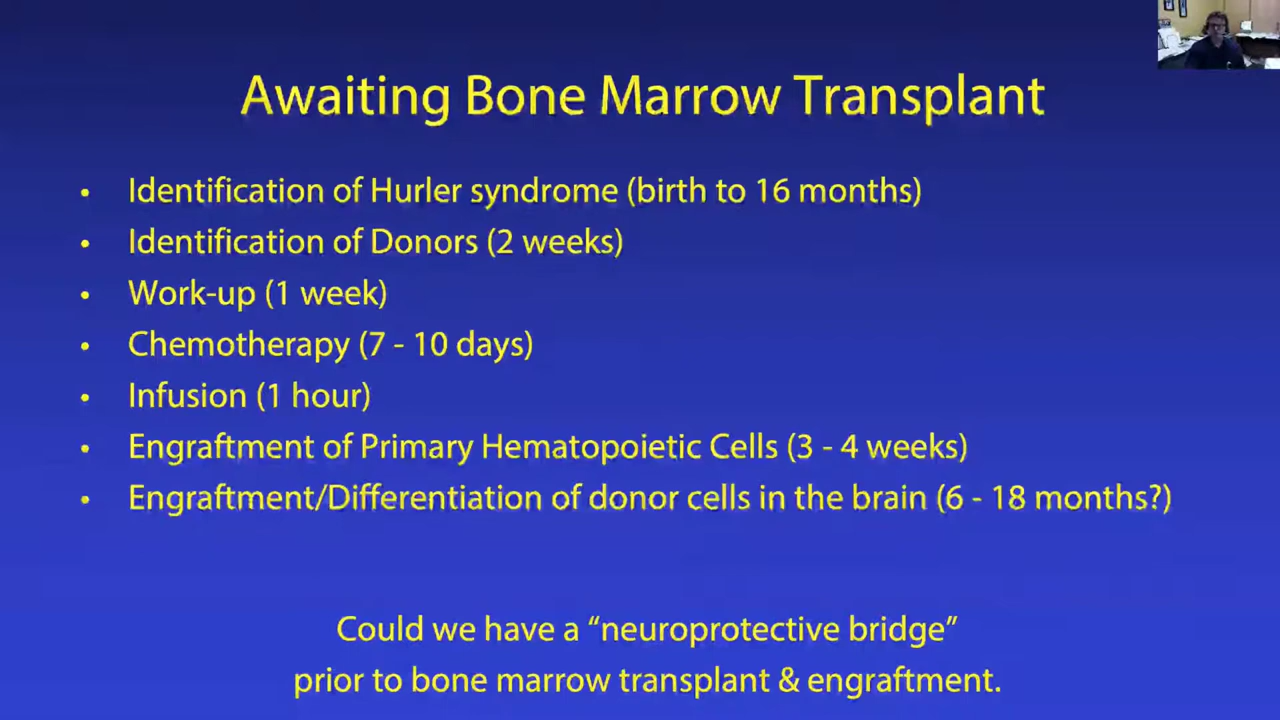 Awaiting Bone Marrow Transplant
• Identification of Hurler syndrome (birth to 16 months)
• Identification of Donors (2 weeks)
• Work-up (1 week)
• Chemotherapy (7 - 10 days)
• Infusion (1 hour)
• Engraftment of Primary Hematopoietic Cells (3 - 4 weeks)
• Engraftment/Differentiation of donor cells in the brain (6 - 18 months?)
Could we have a “neuroprotective bridge”
prior to bone marrow transplant & engraftment.